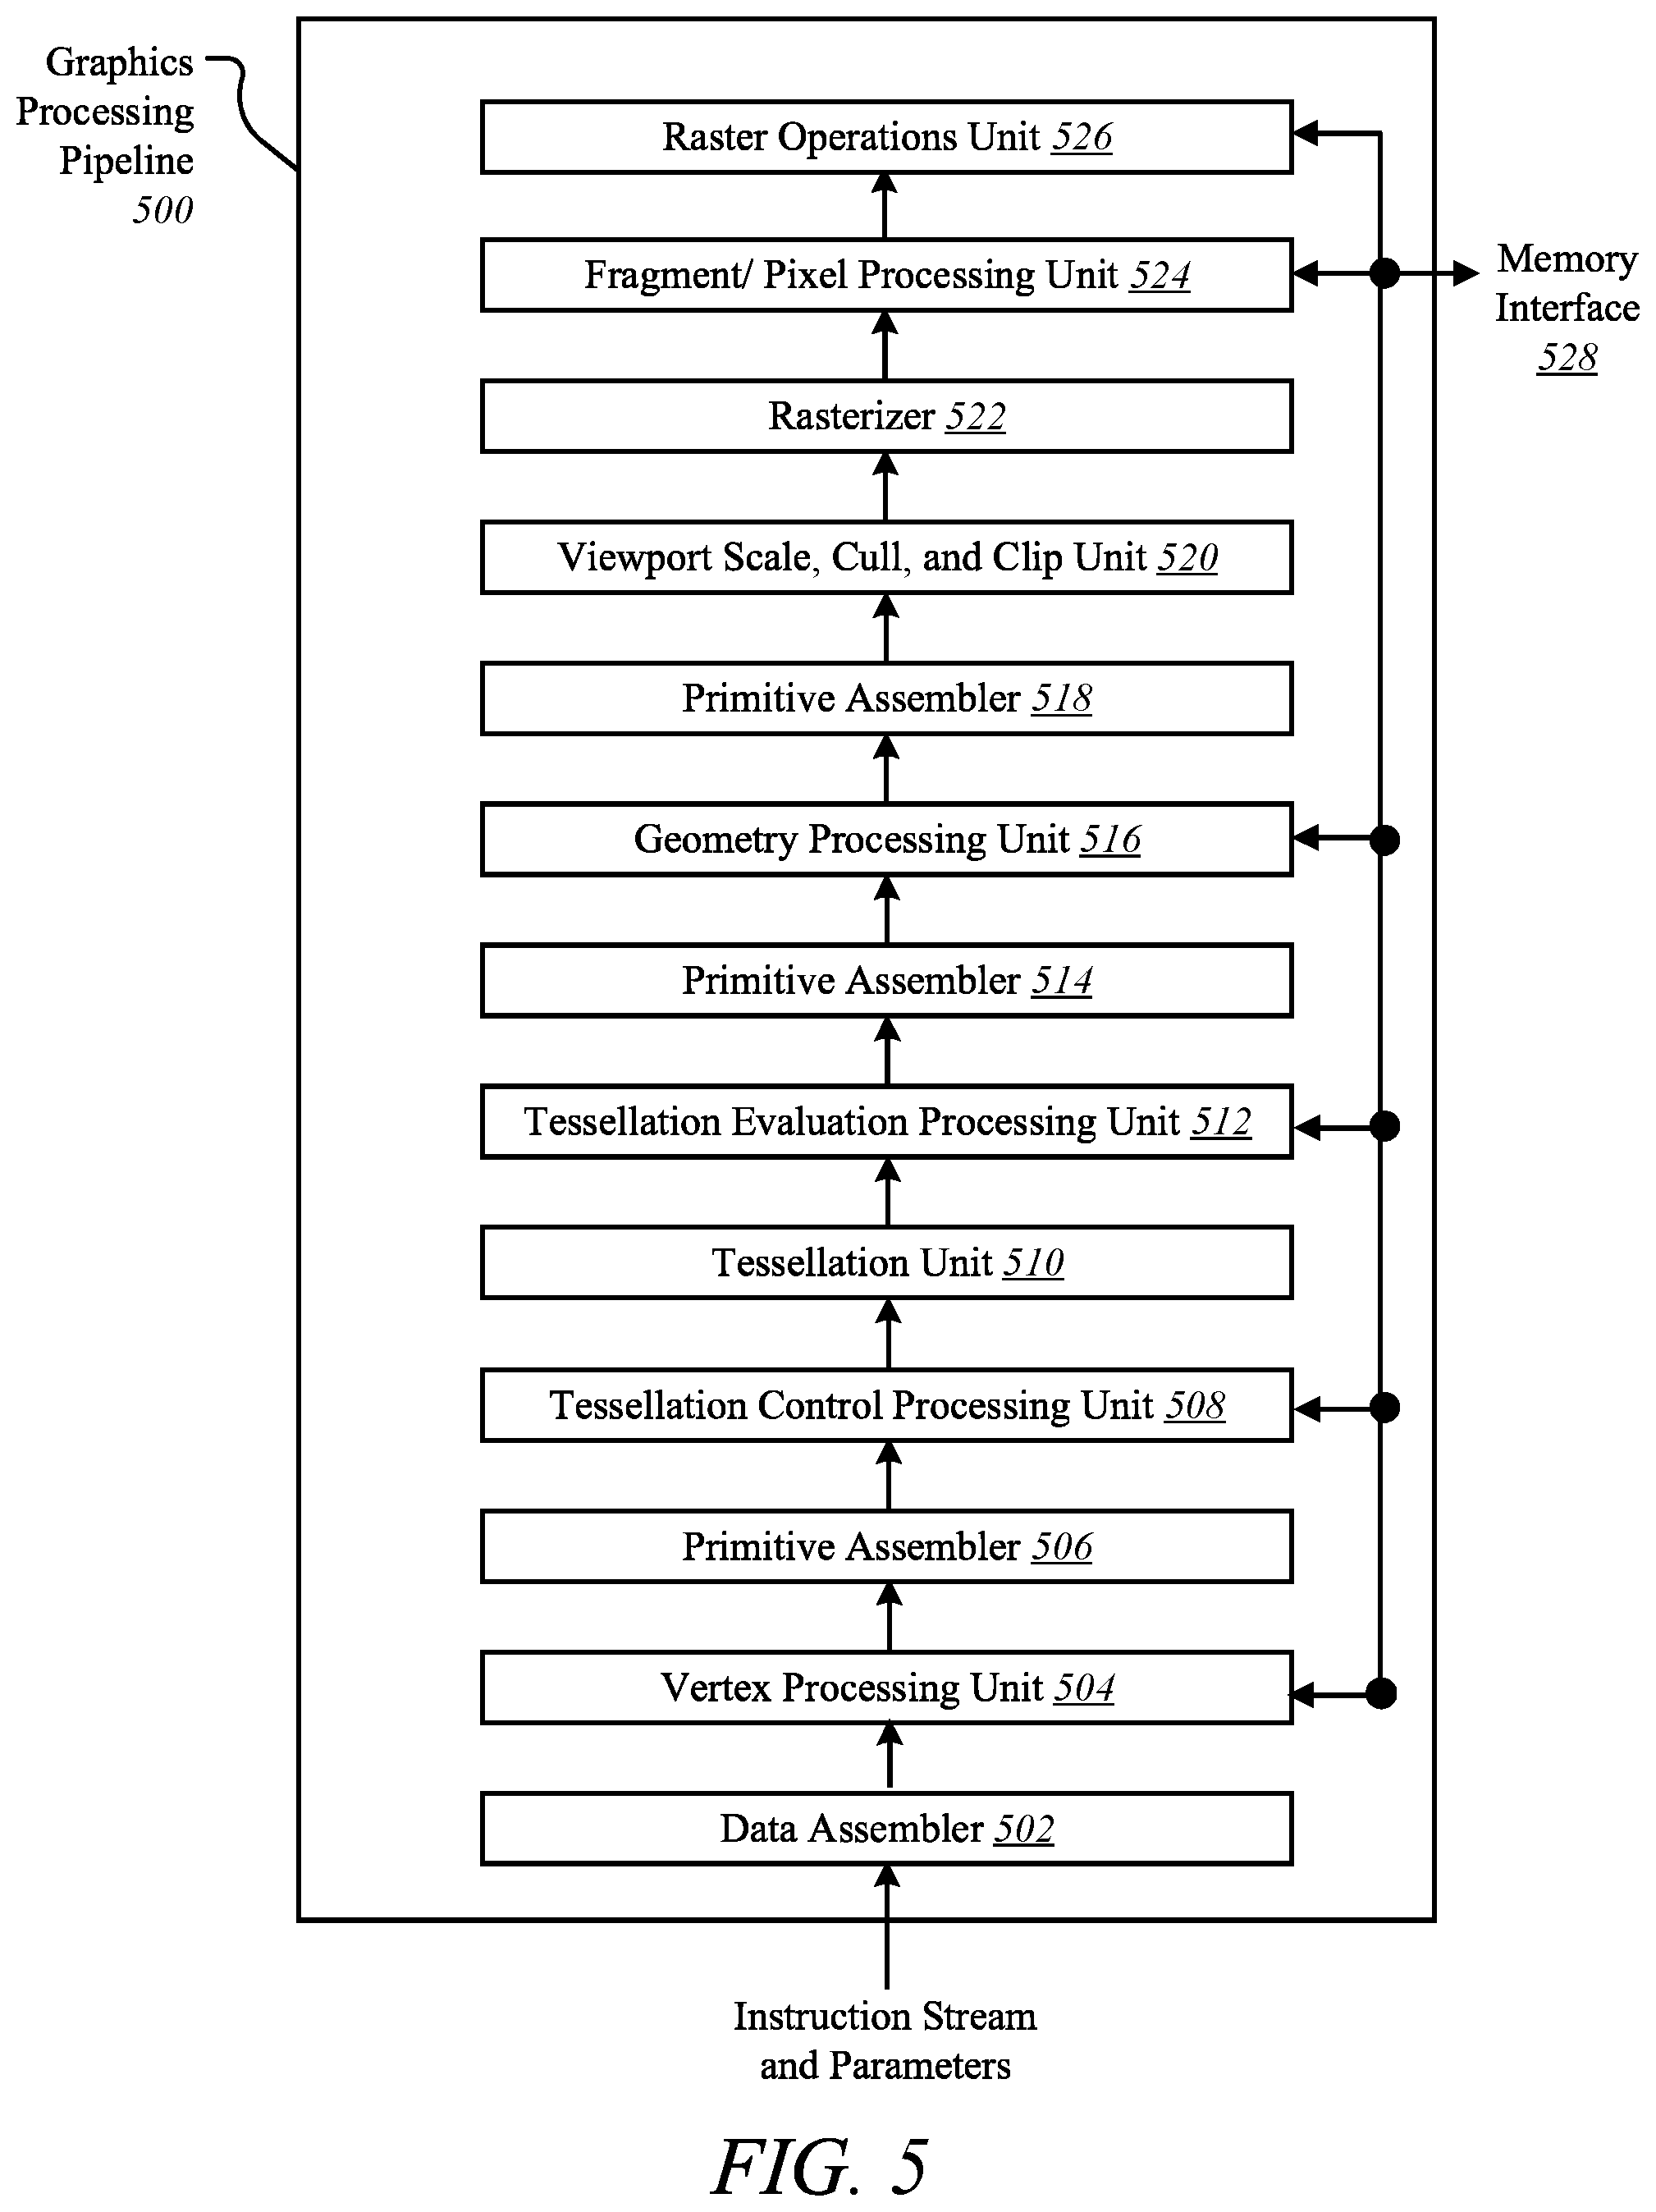 Graphics
Processing
Pipeline
500
Raster Operations Unit 526
Fragment/ Pixel Processing Unit 524
Memory
Interface
528
Rasterizer 522
Viewport Scale, Cull, and Clip Unit 520
Primitive Assembler 518
Geometry Processing Unit 516
Primitive Assembler 514
Tessellation Evaluation Processing Unit 512
Tessellation Unit 510
Tessellation Control Processing Unit 508
Primitive Assembler 506
Vertex Processing Unit 504
Data Assembler 502
Instruction Stream
and Parameters
FIG. 5